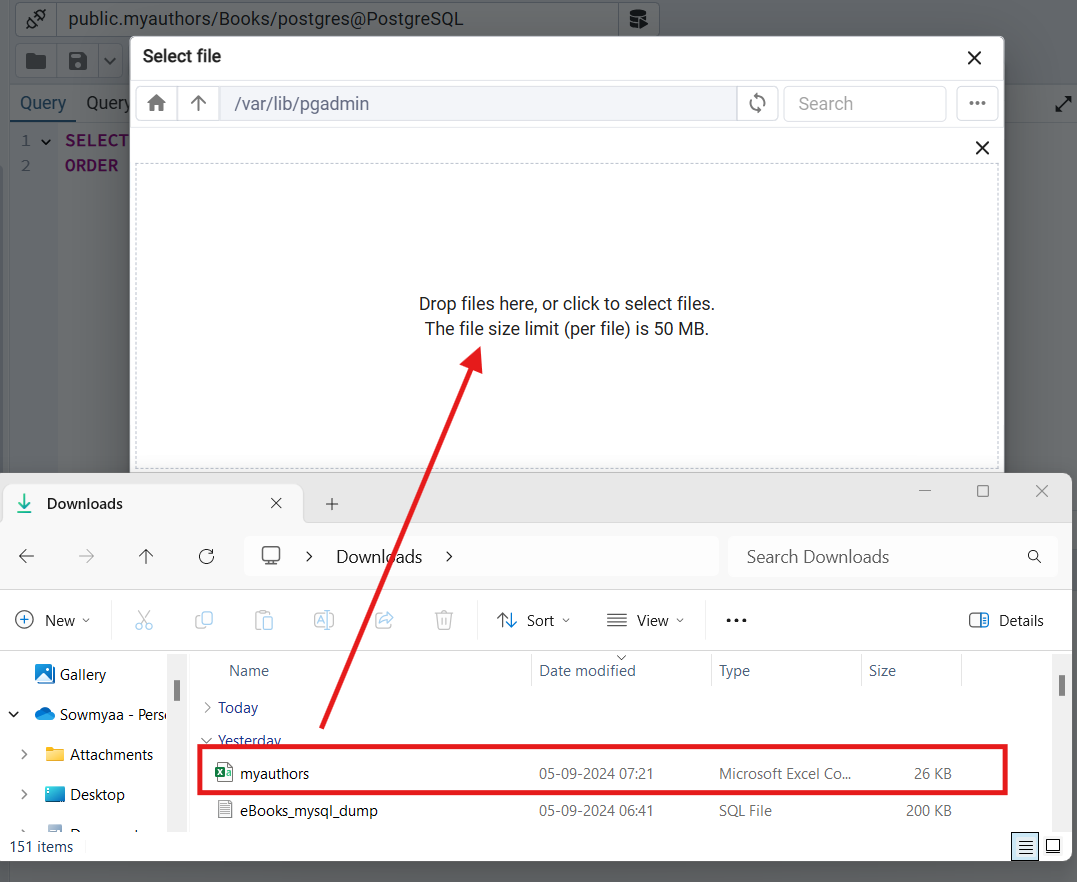 public.myauthors/Books/postgres@PostgreSQL
Select file
/var/lib/pgadmin
Search
Query
Query
1 SELECT
2 ORDER
Drop files here, or click to select files.
The file size limit (per file) is 50 MB.
Downloads
Downloads
Search Downloads
New
Sort
View
Details
Gallery
Sowmyaa - Pers
Attachments
Desktop
Name Date modified Type Size
Today
Yesterday
myauthors 05-09-2024 07:21 Microsoft Excel Co... 26 KB
eBooks_mysql_dump 05-09-2024 06:41 SQL File 200 KB
151 items